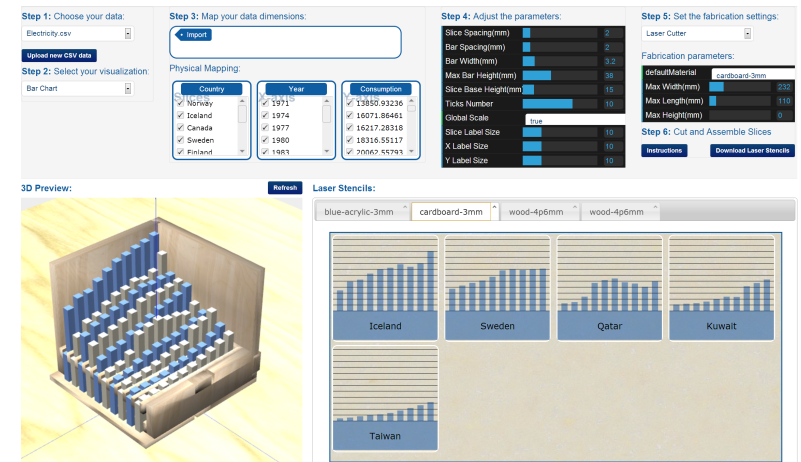 Step 1: Choose your data:
Electricity.csv
Upload new CSV data
Step 2: Select your visualization:
Bar Chart
Step 3: Map your data dimensions:
Import
Physical Mapping:
Slices X-axis Y-axis
Country Year Consumption
Norway 1971 13850.93236
Iceland 1974 16071.86461
Canada 1977 16217.28318
Sweden 1980 18316.55117
Finland 1983 20062.55793
Step 4: Adjust the parameters:
Slice Spacing(mm) 2
Bar Spacing(mm) 2
Bar Width(mm) 3.2
Max Bar Height(mm) 38
Slice Base Height(mm 15
Ticks Number 10
Global Scale true
Slice Label Size 10
X Label Size 10
Y Label Size 10
Step 5: Set the fabrication settings:
Laser Cutter
Fabrication parameters:
defaultMaterial cardboard-3mm
Max Width(mm) 232
Max Length(mm) 110
Max Height(mm) 0
Step 6: Cut and Assemble Slices
Instructions Download Laser Stencils
3D Preview: Refresh
Laser Stencils:
blue-acrylic-3mm ^ cardboard-3mm ^ wood-4p6mm ^ wood-4p6mm ^
Iceland Sweden Qatar Kuwait
Taiwan